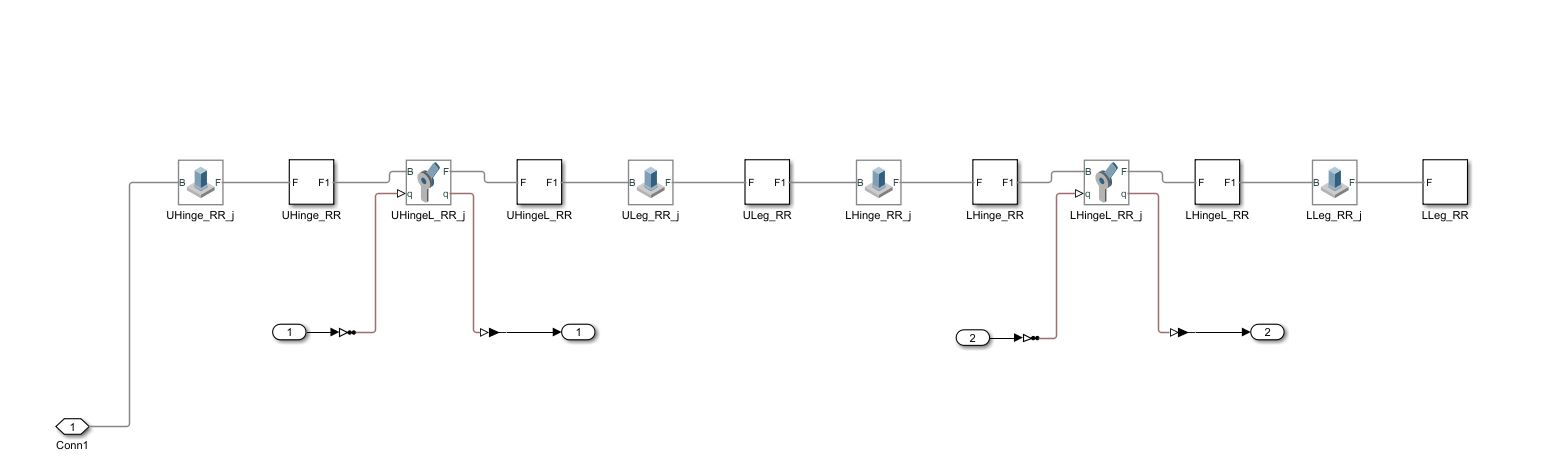 B F F F1 B F q q F F1 B F F F1 B F F F1 B F q q F F1 B F F
UHinge_RR_j UHinge_RR UHingeL_RR_j UHingeL_RR ULeg_RR_j ULeg_RR LHinge_RR_j LHinge_RR LHingeL_RR_j LHingeL_RR LLeg_RR_j LLeg_RR
1 1 2 2
1
Conn1